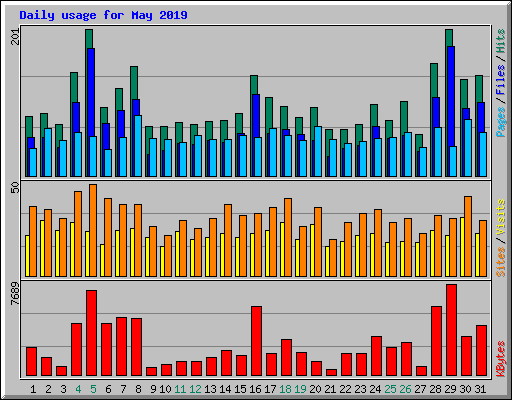 Daily usage for May 2019
201
Pages / Files / Hits
50
Sites / Visits
7689
KBytes
1 2 3 4 5 6 7 8 9 10 11 12 13 14 15 16 17 18 19 20 21 22 23 24 25 26 27 28 29 30 31